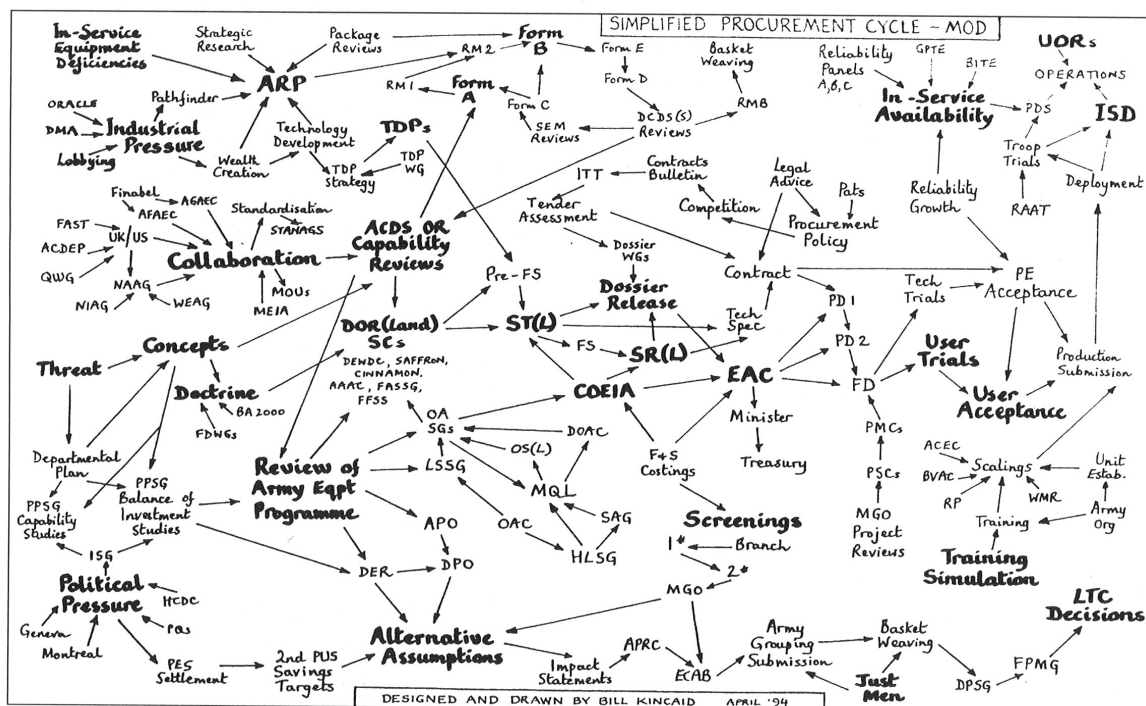 SIMPLIFIED PROCUREMENT CYCLE - MOD
In-Service
Equipment
Deficiencies
Strategic
Research
Package
Reviews
RM2
Form
B
Form E
Basket
Weaving
Reliability
Panels
A,B,C
GPTE
BITE
UORs
OPERATIONS
ARP
RM1
Form
A
Form C
Form D
RMB
In-Service
Availability
PDS
ISD
ORACLE
DMA
Lobbying
Pathfinder
Industrial
Pressure
Wealth
Creation
Technology
Development
TDPs
TDP
Strategy
TDP
WG
SEM
Reviews
DCDS(S)
Reviews
Troop
Trials
Deployment
RAAT
Finabel
AGAEC
AFAEC
FAST
UK/US
ACDEP
QWG
NAAG
NIAG
WEAG
Standardisation
STANAGS
Collaboration
MOUs
MEIA
ACDS OR
Capability
Reviews
ITT
Contracts
Bulletin
Legal
Advice
Pats
Tender
Assessment
Competition
Procurement
Policy
Reliability
Growth
Dossier
WGs
Pre-FS
Dossier
Release
Contract
Tech
Trials
PE
Acceptance
Tech
Spec
PD1
PD2
Threat
Concepts
Doctrine
BA2000
FDWGs
DOR(Land)
SCs
DEWDC, SAFFRON,
CINNAMON,
AAAC, FASSG,
FFSS
ST(L)
FS
SR(L)
COEIA
EAC
FD
User
Trials
User
Acceptance
Production
Submission
Minister
Treasury
Departmental
Plan
PPSG
Capability
Studies
PPSG
Balance of
Investment
Studies
ISG
Review of
Army Eqpt
Programme
OA
SGs
LSSG
OS(L)
DOAC
MQL
F&S
Costings
PMCs
PSCs
MGO
Project
Reviews
ACEC
BVAC
RP
Scalings
WMR
Unit
Estab.
Training
Army
Org
Training
Simulation
APO
OAC
SAG
HLSG
DER
DPO
Screenings
1*
Branch
2*
MGO
Political
Pressure
HCDC
PQs
Geneva
Montreal
PES
Settlement
2nd PUS
Savings
Targets
Alternative
Assumptions
Impact
Statements
APRC
ECAB
Army
Grouping
Submission
Basket
Weaving
Just
Men
DPSG
FPMG
LTC
Decisions
DESIGNED AND DRAWN BY BILL KINCAID APRIL '94